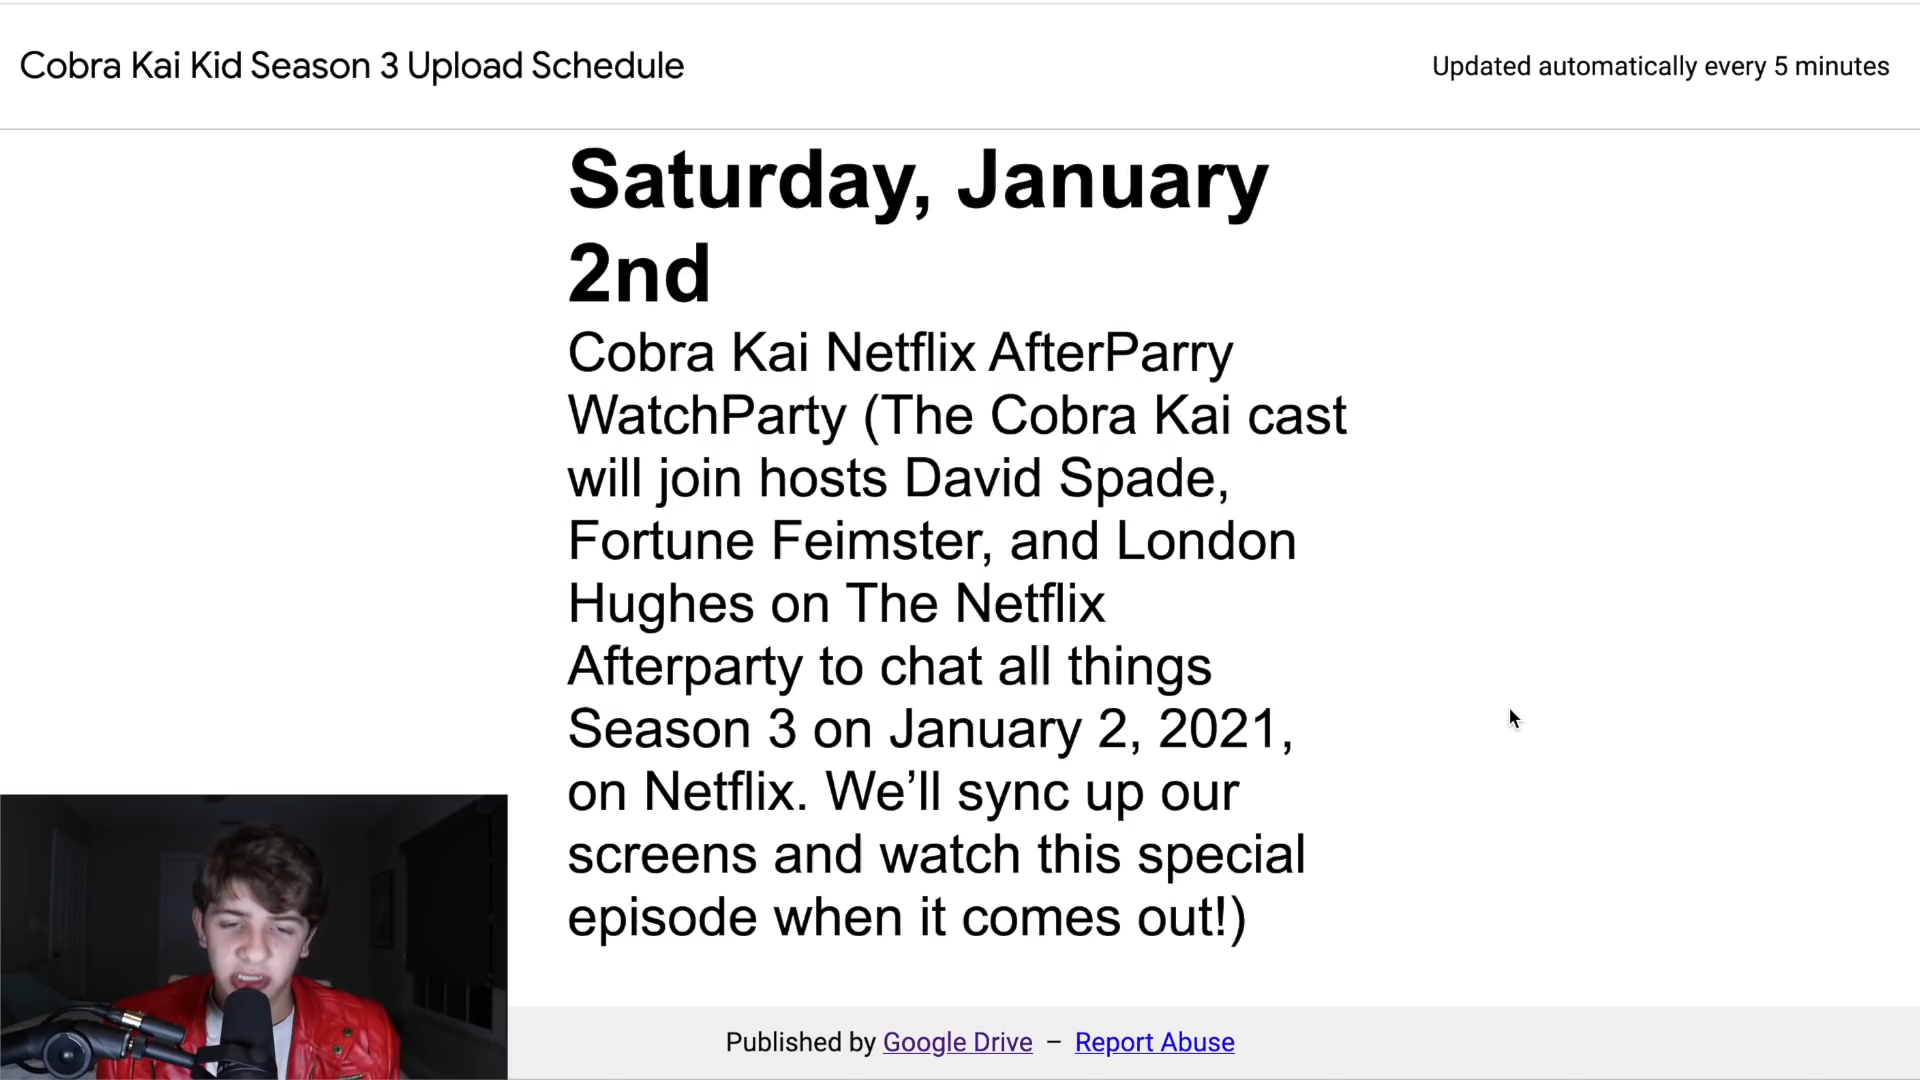 Cobra Kai Kid Season 3 Upload Schedule
Updated automatically every 5 minutes
Saturday, January
2nd
Cobra Kai Netflix AfterParry
WatchParty (The Cobra Kai cast
will join hosts David Spade,
Fortune Feimster, and London
Hughes on The Netflix
Afterparty to chat all things
Season 3 on January 2, 2021,
on Netflix. We’ll sync up our
screens and watch this special
episode when it comes out!)
Published by Google Drive – Report Abuse